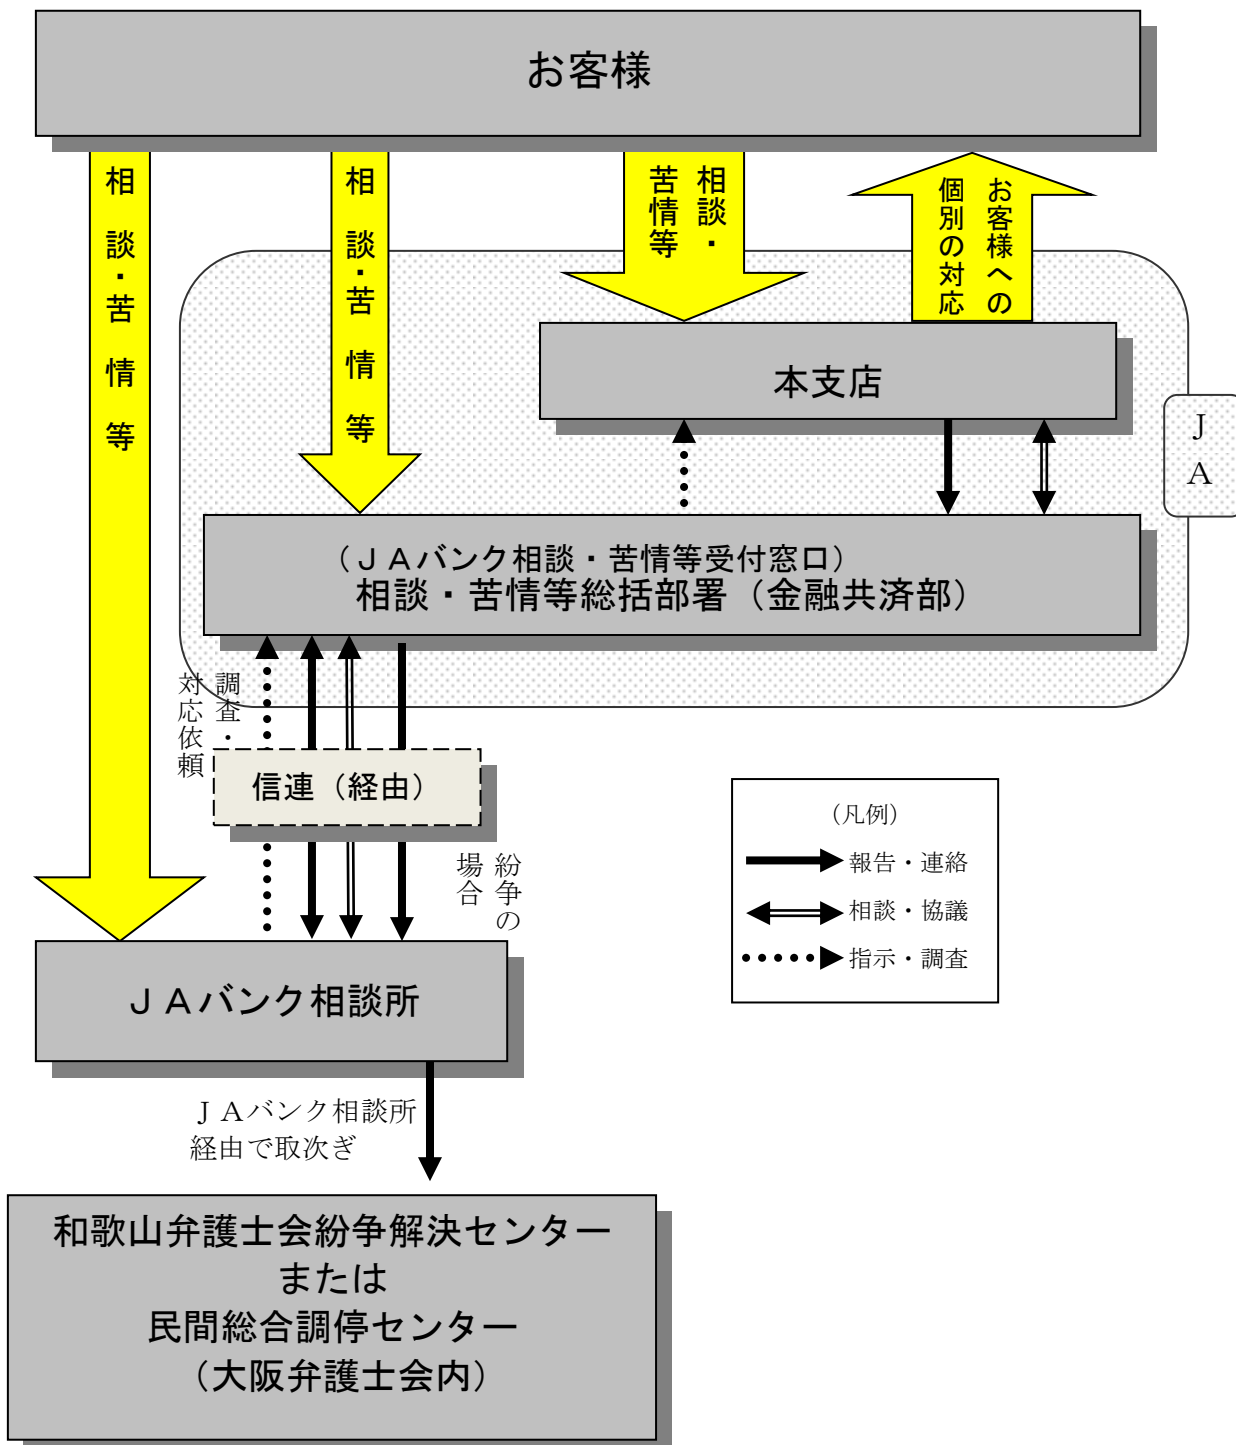 お客様
相談・苦情等
相談・苦情等
相談・
苦情等
お客様への
個別の対応
本支店
JA
（ＪＡバンク相談・苦情等受付窓口）
相談・苦情等総括部署（金融共済部）
調査・
対応依頼
信連（経由）
紛争の
場合
（凡例）
報告・連絡
相談・協議
指示・調査
ＪＡバンク相談所
ＪＡバンク相談所
経由で取次ぎ
和歌山弁護士会紛争解決センター
または
民間総合調停センター
（大阪弁護士会内）